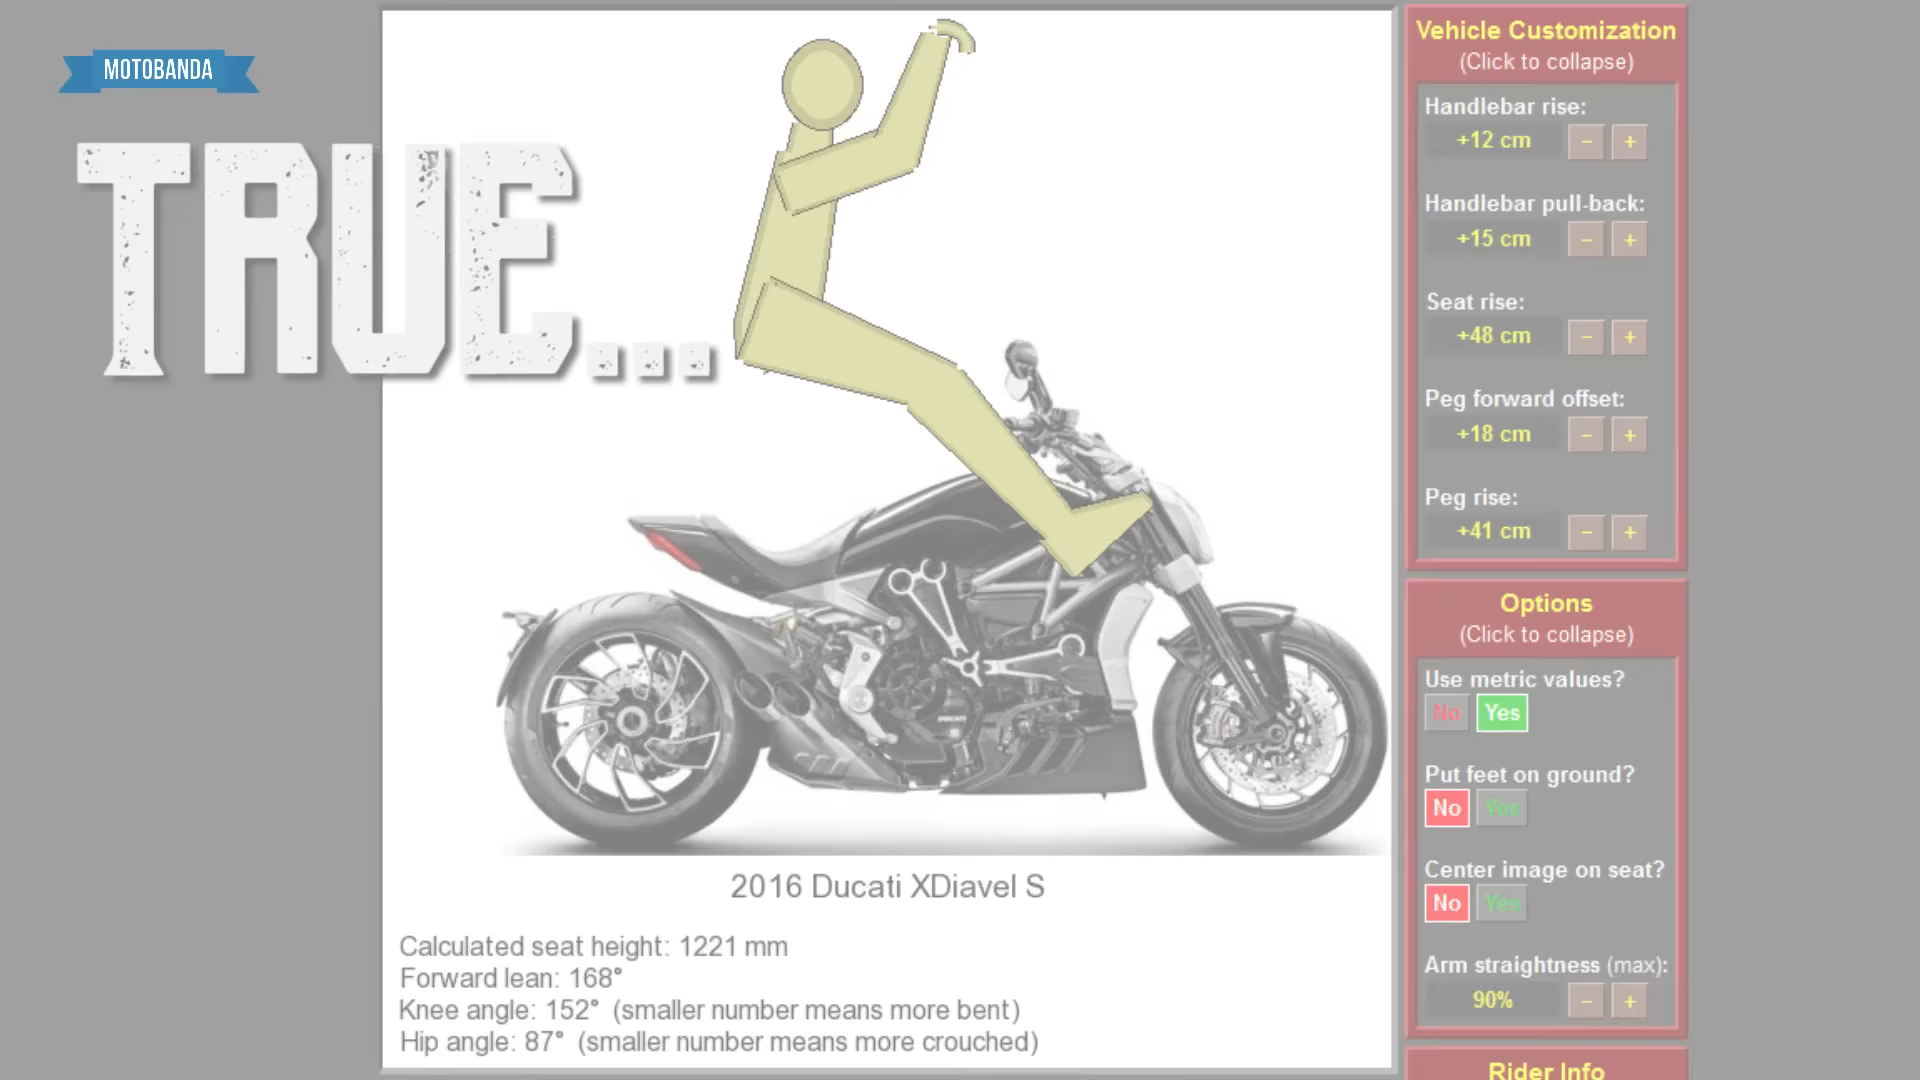 MOTOBANDA
TRUE...
2016 Ducati XDiavel S
Calculated seat height: 1221 mm
Forward lean: 168°
Knee angle: 152° (smaller number means more bent)
Hip angle: 87° (smaller number means more crouched)
Vehicle Customization
(Click to collapse)
Handlebar rise:
+12 cm - +
Handlebar pull-back:
+15 cm - +
Seat rise:
+48 cm - +
Peg forward offset:
+18 cm - +
Peg rise:
+41 cm - +
Options
(Click to collapse)
Use metric values?
No Yes
Put feet on ground?
No Yes
Center image on seat?
No Yes
Arm straightness (max):
90% - +
Rider Info